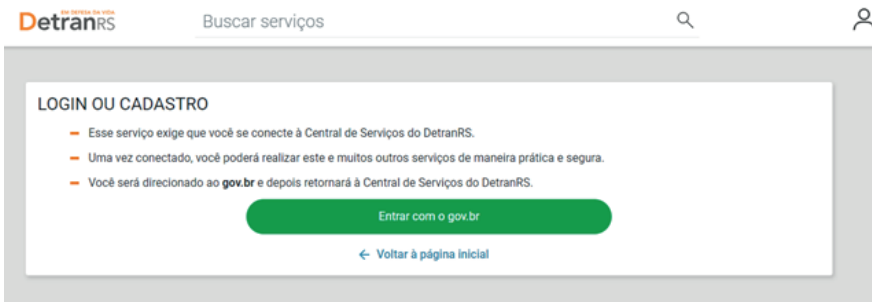 EM DEFESA DA VIDA
DetranRS
Buscar serviços
LOGIN OU CADASTRO
Esse serviço exige que você se conecte à Central de Serviços do DetranRS.
Uma vez conectado, você poderá realizar este e muitos outros serviços de maneira prática e segura.
Você será direcionado ao gov.br e depois retornará à Central de Serviços do DetranRS.
Entrar com o gov.br
← Voltar à página inicial